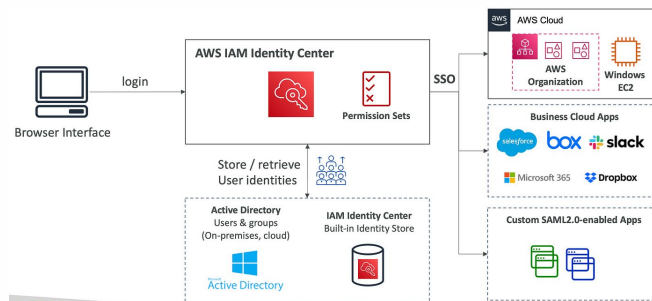 aws
AWS Cloud
AWS IAM Identity Center
login
Browser Interface
Permission Sets
SSO
AWS
Organization
Windows
EC2
Business Cloud Apps
salesforce
box
slack
Microsoft 365
Dropbox
Store / retrieve
User identities
Active Directory
Users & groups
(On-premises, cloud)
Microsoft
Active Directory
IAM Identity Center
Built-in Identity Store
Custom SAML2.0-enabled Apps